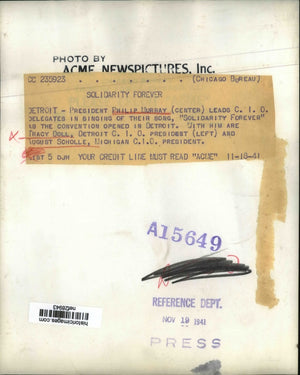 PHOTO BY
ACME NEWSPICTURES, Inc.
CC 235923 (CHICAGO BUREAU)
SOLIDARITY FOREVER
DETROIT - PRESIDENT PHILIP MURRAY (CENTER) LEADS C. I. O.
DELEGATES IN SINGING OF THEIR SONG, "SOLIDARITY FOREVER"
AS THE CONVENTION OPENED IN DETROIT. WITH HIM ARE
TRACY DOLL, DETROIT C. I. O. PRESIDENT (LEFT) AND
AUGUST SCHOLLE, MICHIGAN C.I.O. PRESIDENT.
5 DJM YOUR CREDIT LINE MUST READ "ACME" 11-18-41
A15649
REFERENCE DEPT.
NOV 19 1941
PRESS
historicimages.com